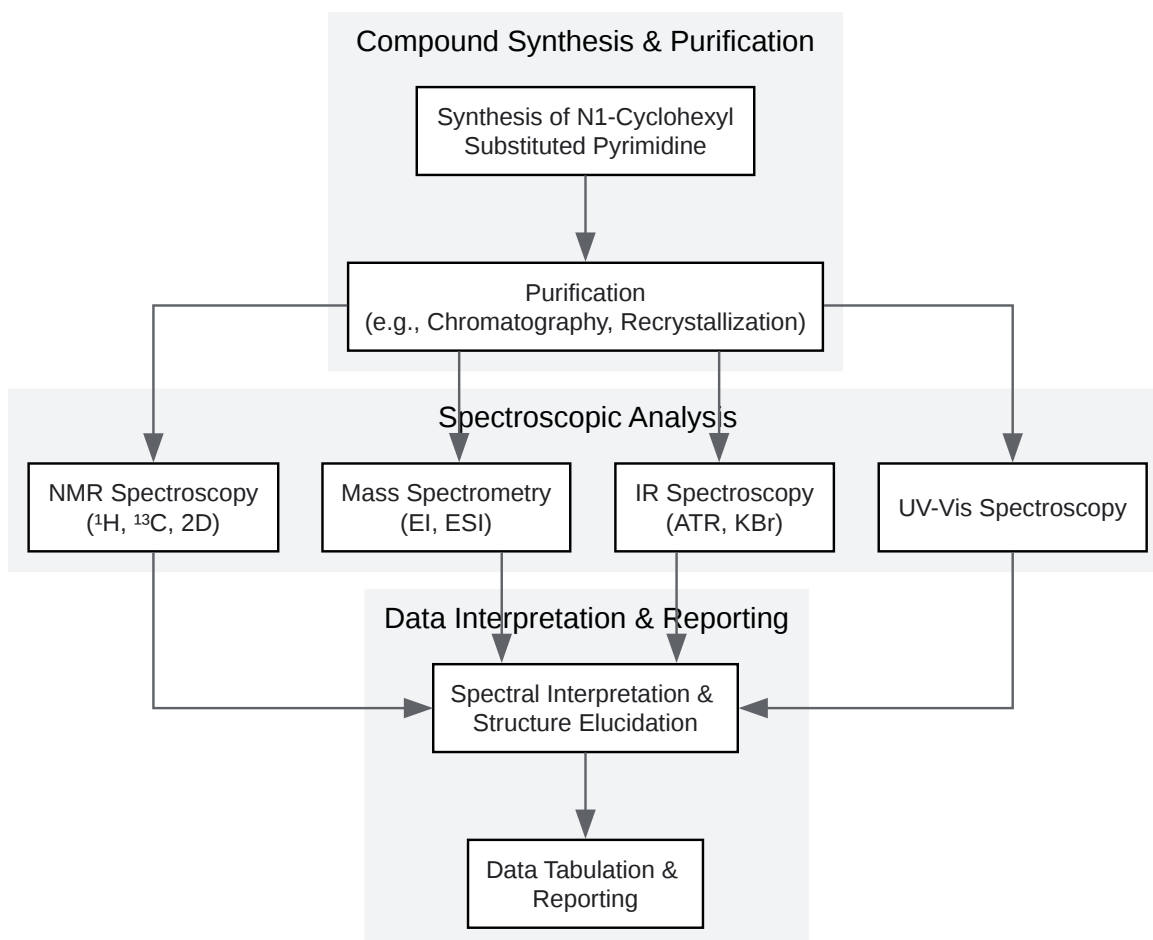 Compound Synthesis & Purification
Synthesis of N1-Cyclohexyl
Substituted Pyrimidine
Purification
(e.g., Chromatography, Recrystallization)
Spectroscopic Analysis
NMR Spectroscopy
(¹H, ¹³C, 2D)
Mass Spectrometry
(EI, ESI)
IR Spectroscopy
(ATR, KBr)
UV-Vis Spectroscopy
Data Interpretation & Reporting
Spectral Interpretation &
Structure Elucidation
Data Tabulation &
Reporting